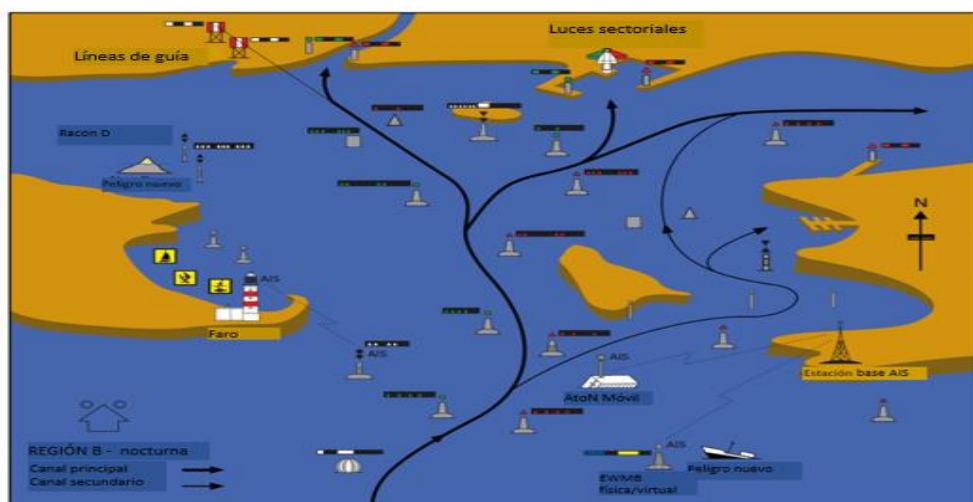 Líneas de guía
Luces sectoriales
Racon D
Peligro nuevo
N
AIS
Faro
AIS
AIS
Estación base AIS
AtoN Móvil
REGIÓN B - nocturna
Canal principal
Canal secundario
AIS
Peligro nuevo
EWMB
física/virtual